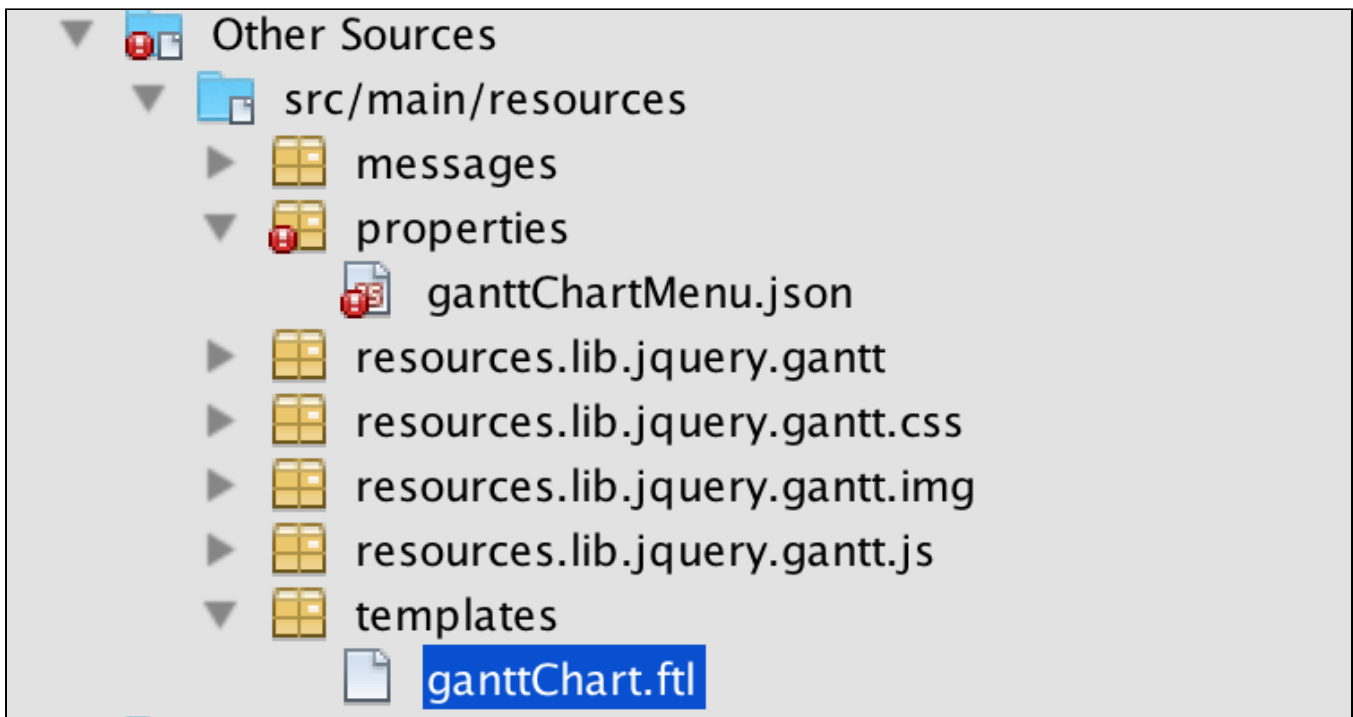 Other Sources
src/main/resources
messages
properties
ganttChartMenu.json
resources.lib.jquery.gantt
resources.lib.jquery.gantt.css
resources.lib.jquery.gantt.img
resources.lib.jquery.gantt.js
templates
ganttChart.ftl